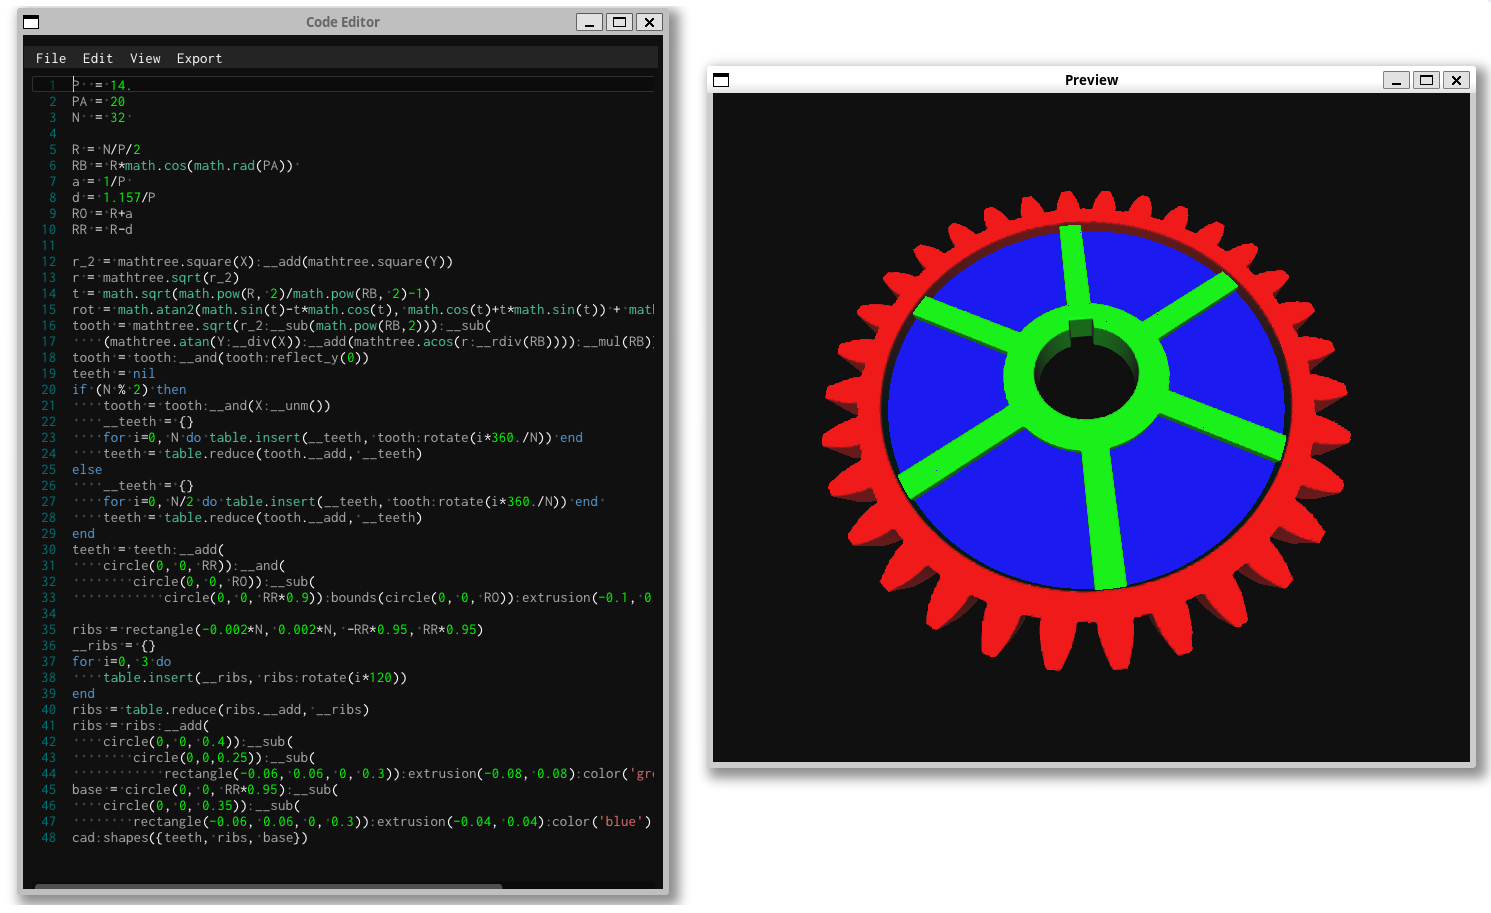 Code Editor
File Edit View Export
1 P = 14.
2 PA = 20
3 N = 32
4
5 R = N/P/2
6 RB = R*math.cos(math.rad(PA))
7 a = 1/P
8 d = 1.157/P
9 RO = R+a
10 RR = R-d
11
12 r_2 = mathtree.square(X):__add(mathtree.square(Y))
13 r = mathtree.sqrt(r_2)
14 t = math.sqrt(math.pow(R, 2)/math.pow(RB, 2)-1)
15 rot = math.atan2(math.sin(t)-t*math.cos(t), math.cos(t)+t*math.sin(t)) + mat
16 tooth = mathtree.sqrt(r_2:__sub(math.pow(RB,2))):__sub(
17 (mathtree.atan(Y:__div(X)):__add(mathtree.acos(r:__rdiv(RB)))):__mul(RB)
18 tooth = tooth:__and(tooth:reflect_y(0))
19 teeth = nil
20 if (N % 2) then
21 tooth = tooth:__and(X:__unm())
22 __teeth = {}
23 for i=0, N do table.insert(__teeth, tooth:rotate(i*360./N)) end
24 teeth = table.reduce(tooth.__add, __teeth)
25 else
26 __teeth = {}
27 for i=0, N/2 do table.insert(__teeth, tooth:rotate(i*360./N)) end
28 teeth = table.reduce(tooth.__add, __teeth)
29 end
30 teeth = teeth:__add(
31 circle(0, 0, RR)):__and(
32 circle(0, 0, RO)):__sub(
33 circle(0, 0, RR*0.9)):bounds(circle(0, 0, RO)):extrusion(-0.1, 0
34
35 ribs = rectangle(-0.002*N, 0.002*N, -RR*0.95, RR*0.95)
36 __ribs = {}
37 for i=0, 3 do
38 table.insert(__ribs, ribs:rotate(i*120))
39 end
40 ribs = table.reduce(ribs.__add, __ribs)
41 ribs = ribs:__add(
42 circle(0, 0, 0.4)):__sub(
43 circle(0,0,0.25)):__sub(
44 rectangle(-0.06, 0.06, 0, 0.3)):extrusion(-0.08, 0.08):color('gre
45 base = circle(0, 0, RR*0.95):__sub(
46 circle(0, 0, 0.35)):__sub(
47 rectangle(-0.06, 0.06, 0, 0.3)):extrusion(-0.04, 0.04):color('blue')
48 cad:shapes({teeth, ribs, base})
Preview